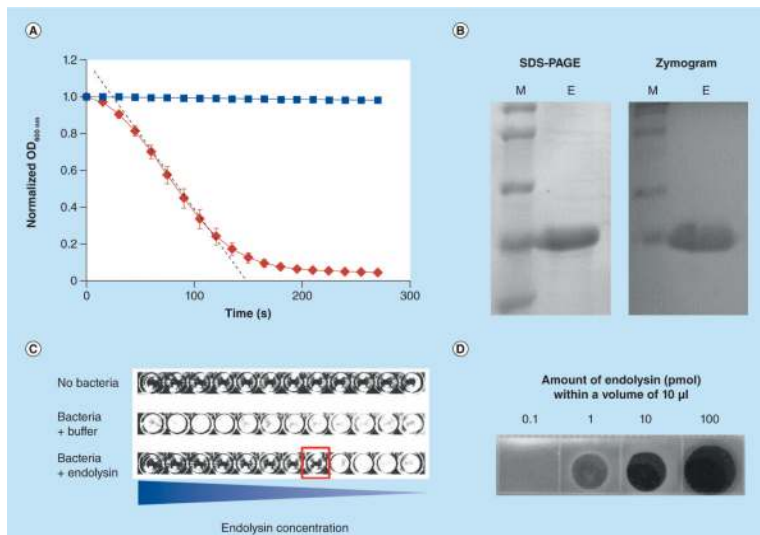 A
1.2
1.0
0.8
0.6
0.4
0.2
0
Normalized OD600 nm
0 100 200 300
Time (s)
B
SDS-PAGE Zymogram
M E M E
C
No bacteria
Bacteria
+ buffer
Bacteria
+ endolysin
Endolysin concentration
D
Amount of endolysin (pmol)
within a volume of 10 µl
0.1 1 10 100